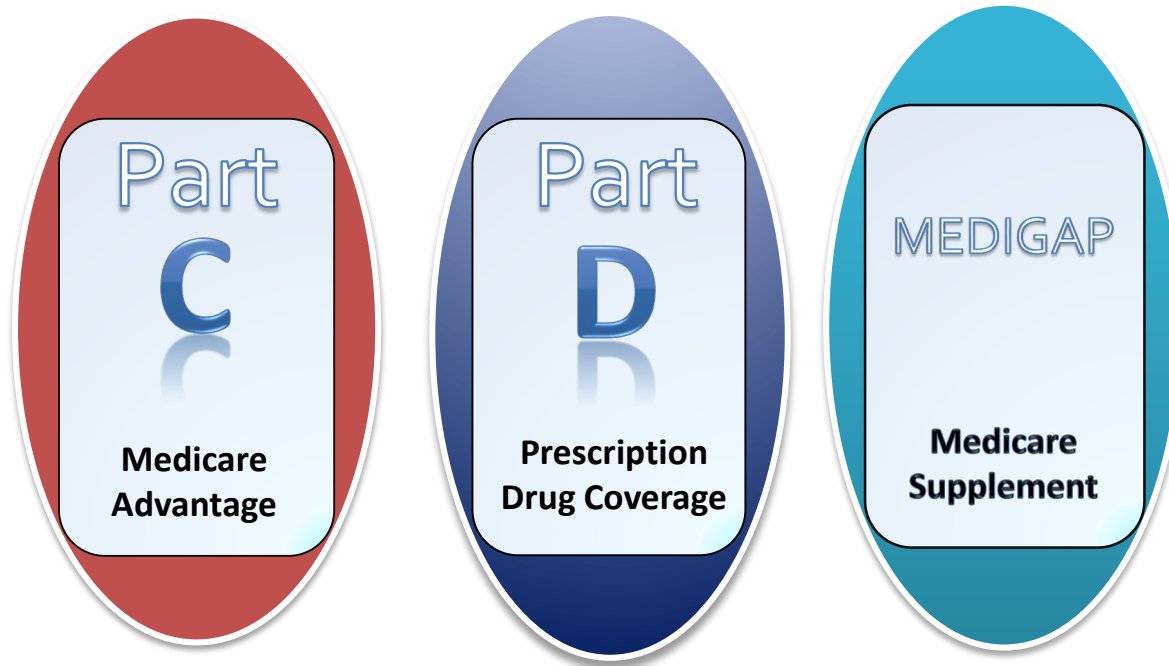 Part
C
Medicare
Advantage
Part
D
Prescription
Drug Coverage
MEDIGAP
Medicare
Supplement